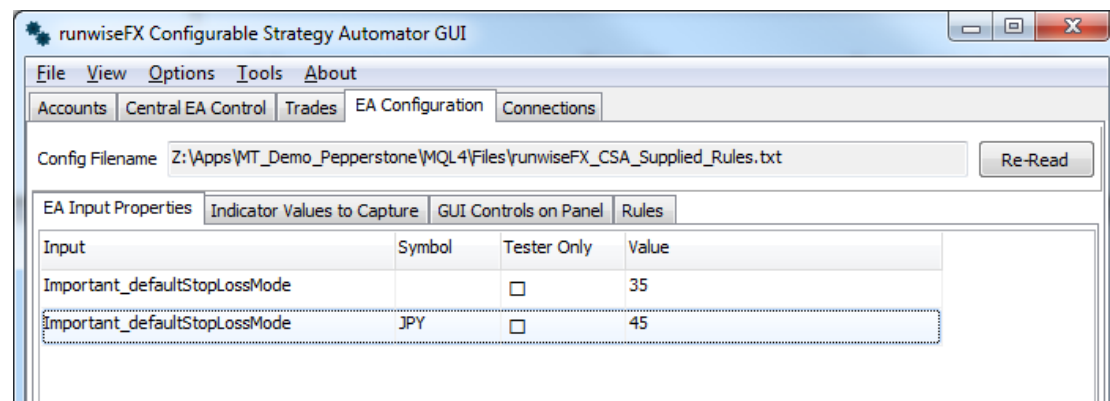 runwiseFX Configurable Strategy Automator GUI
File View Options Tools About
Accounts Central EA Control Trades EA Configuration Connections
Config Filename Z:\Apps\MT_Demo_Pepperstone\MQL4\Files\runwiseFX_CSA_Supplied_Rules.txt Re-Read
EA Input Properties Indicator Values to Capture GUI Controls on Panel Rules
Input Symbol Tester Only Value
Important_defaultStopLossMode 35
Important_defaultStopLossMode JPY 45